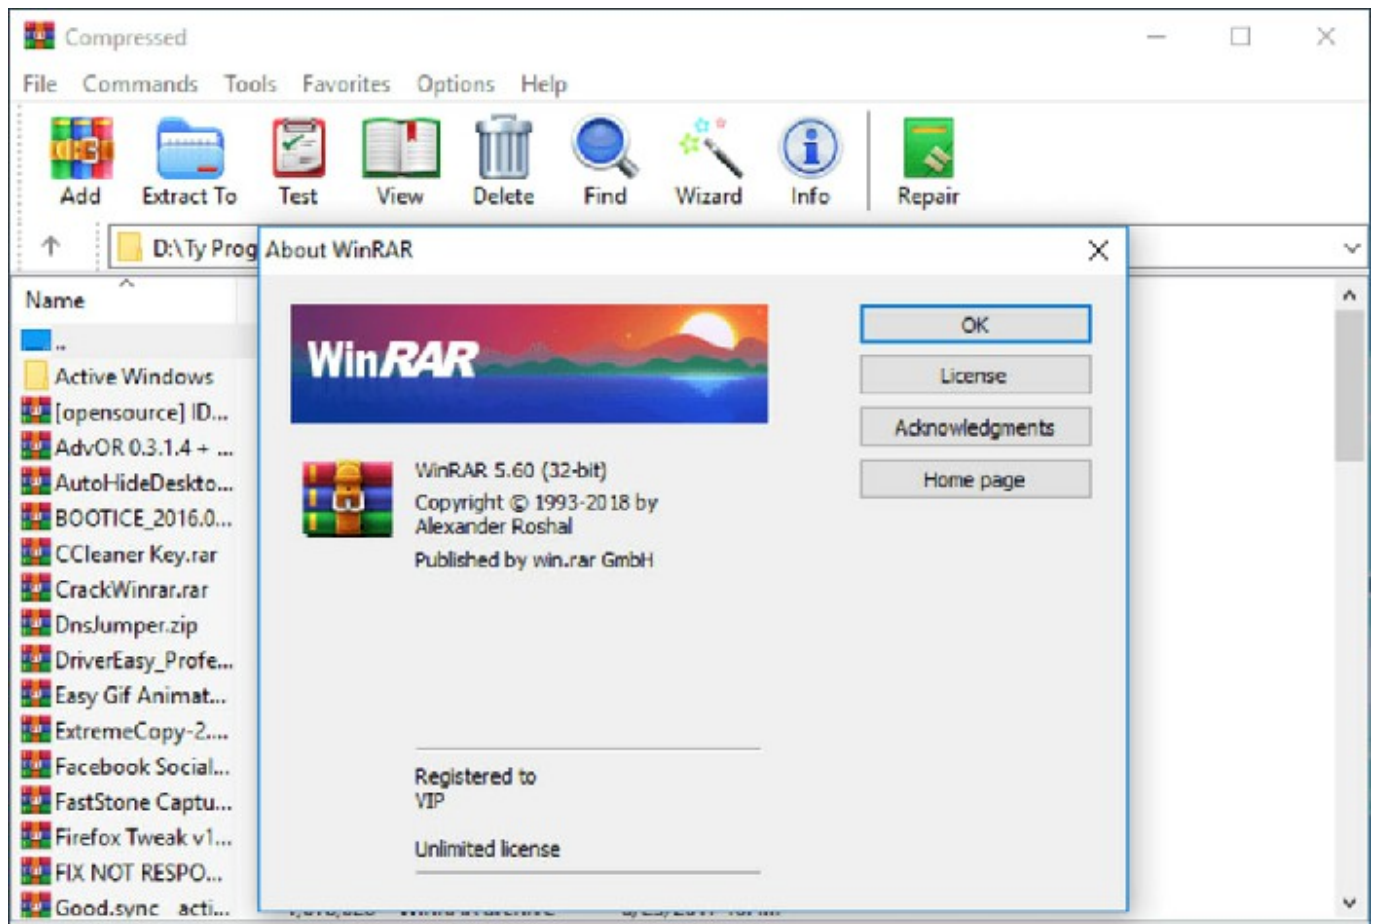 Compressed
File Commands Tools Favorites Options Help
Add Extract To Test View Delete Find Wizard Info Repair
D:\Ty Prog
About WinRAR
Name
..
Active Windows
[opensource] ID...
AdvOR 0.3.1.4 + ...
AutoHideDeskto...
BOOTICE_2016.0...
CCleaner Key.rar
CrackWinrar.rar
DnsJumper.zip
DriverEasy_Profe...
Easy Gif Animat...
ExtremeCopy-2....
Facebook Social...
FastStone Captu...
Firefox Tweak v1...
FIX NOT RESPO...
Good.sync acti...
WinRAR
WinRAR 5.60 (32-bit)
Copyright © 1993-2018 by
Alexander Roshal
Published by win.rar GmbH
Registered to
VIP
Unlimited license
OK
License
Acknowledgments
Home page